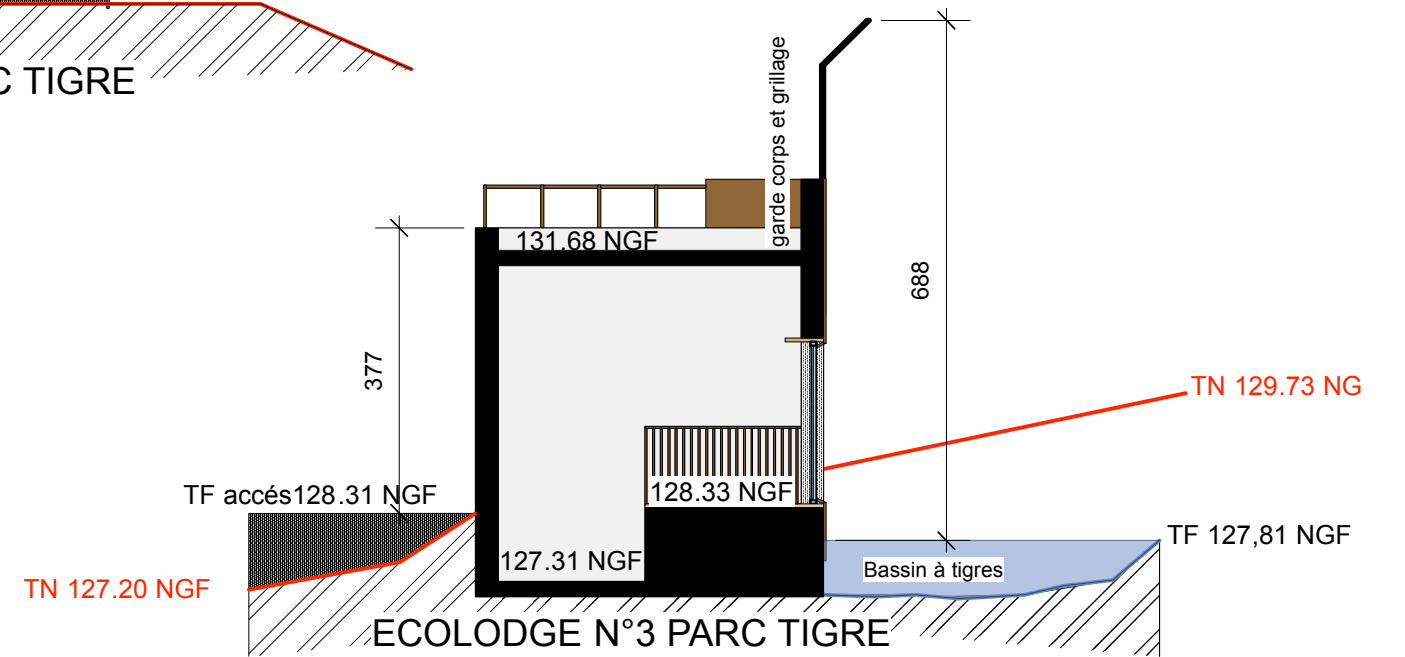 C TIGRE
garde corps et grillage
131.68 NGF
688
377
TN 129.73 NG
TF accés128.31 NGF
128.33 NGF
127.31 NGF
TF 127,81 NGF
Bassin à tigres
TN 127.20 NGF
ECOLODGE N°3 PARC TIGRE